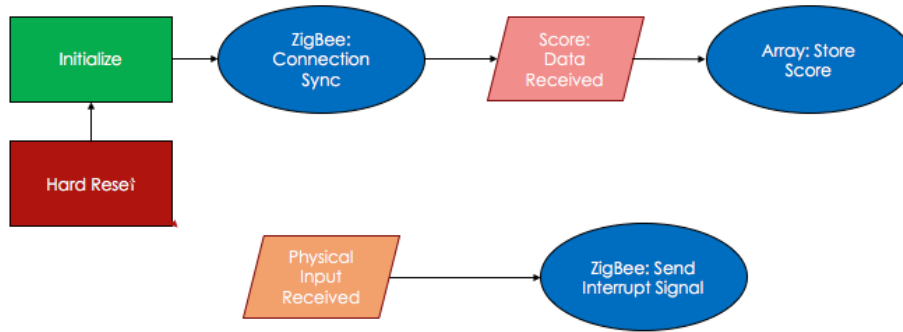 Initialize
ZigBee:
Connection
Sync
Score:
Data
Received
Array: Store
Score
Hard Reset
Physical
Input
Received
ZigBee: Send
Interrupt Signal